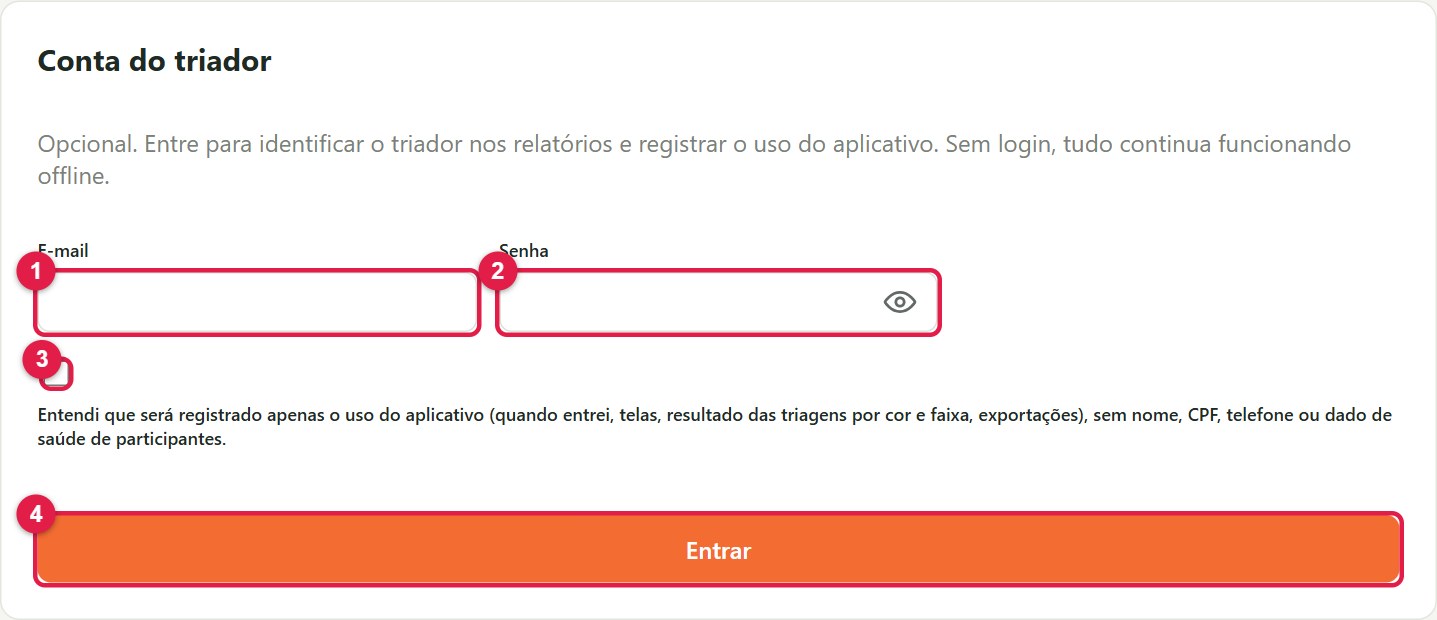 Conta do triador
Opcional. Entre para identificar o triador nos relatórios e registrar o uso do aplicativo. Sem login, tudo continua funcionando
offline.
E-mail
Senha
1
2
3
Entendi que será registrado apenas o uso do aplicativo (quando entrei, telas, resultado das triagens por cor e faixa, exportações), sem nome, CPF, telefone ou dado de
saúde de participantes.
4
Entrar